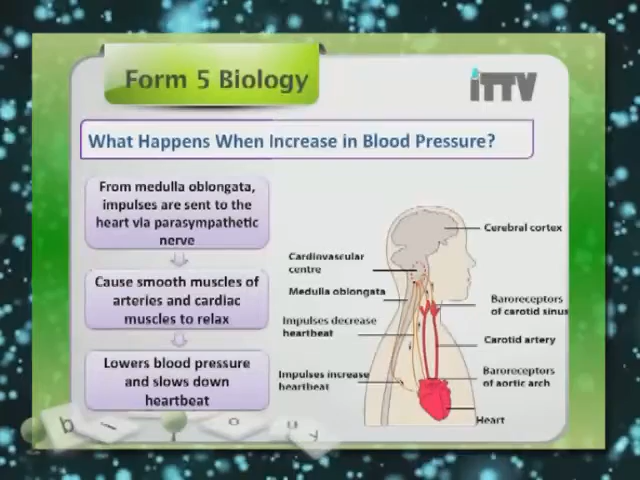 Form 5 Biology
iTTV
What Happens When Increase in Blood Pressure?
From medulla oblongata,
impulses are sent to the
heart via parasympathetic
nerve
Cause smooth muscles of
arteries and cardiac
muscles to relax
Lowers blood pressure
and slows down
heartbeat
Cerebral cortex
Cardiovascular
centre
Medulla oblongata
Baroreceptors
of carotid sinus
Impulses decrease
heartbeat
Carotid artery
Impulses increase
heartbeat
Baroreceptors
of aortic arch
Heart
b i o y